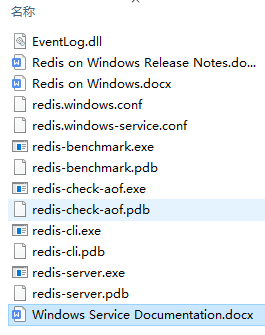 名称
EventLog.dll
Redis on Windows Release Notes.do...
Redis on Windows.docx
redis.windows.conf
redis.windows-service.conf
redis-benchmark.exe
redis-benchmark.pdb
redis-check-aof.exe
redis-check-aof.pdb
redis-cli.exe
redis-cli.pdb
redis-server.exe
redis-server.pdb
Windows Service Documentation.docx